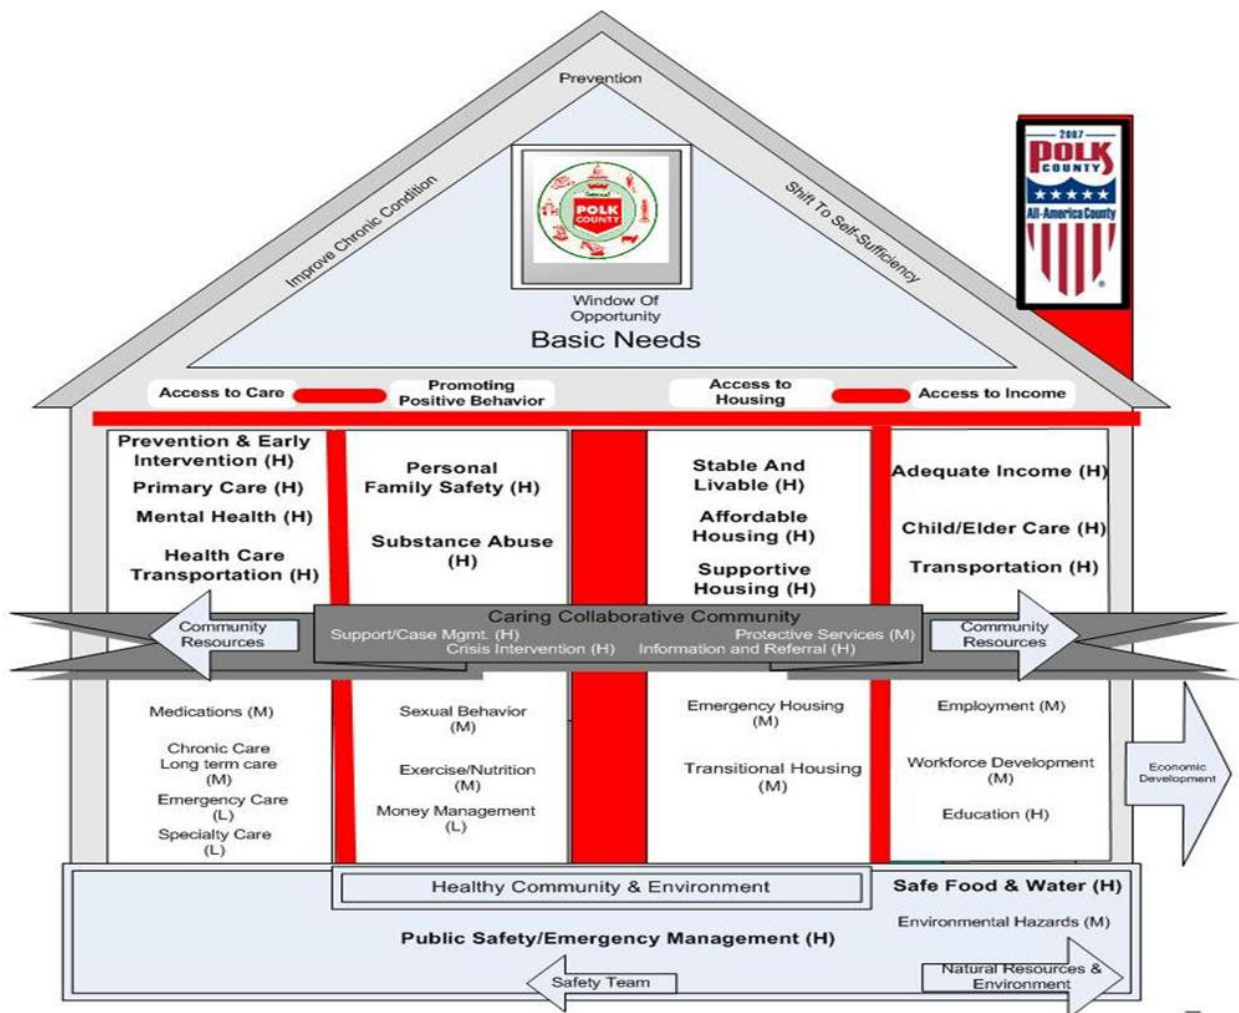 Prevention
Improve Chronic Condition
Shift To Self-Sufficiency
2007
POLK
COUNTY
All-America County
®
POLK
COUNTY
Window Of
Opportunity
Basic Needs
Access to Care
Promoting
Positive Behavior
Access to
Housing
Access to Income
Prevention & Early
Intervention (H)
Primary Care (H)
Mental Health (H)
Health Care
Transportation (H)
Personal
Family Safety (H)
Substance Abuse
(H)
Stable And
Livable (H)
Affordable
Housing (H)
Supportive
Housing (H)
Adequate Income (H)
Child/Elder Care (H)
Transportation (H)
Community
Resources
Caring Collaborative Community
Support/Case Mgmt. (H)
Protective Services (M)
Crisis Intervention (H)
Information and Referral (H)
Community
Resources
Medications (M)
Chronic Care
Long term care
(M)
Emergency Care
(L)
Specialty Care
(L)
Sexual Behavior
(M)
Exercise/Nutrition
(M)
Money Management
(L)
Emergency Housing
(M)
Transitional Housing
(M)
Employment (M)
Workforce Development
(M)
Education (H)
Economic
Development
Healthy Community & Environment
Safe Food & Water (H)
Environmental Hazards (M)
Public Safety/Emergency Management (H)
Safety Team
Natural Resources &
Environment